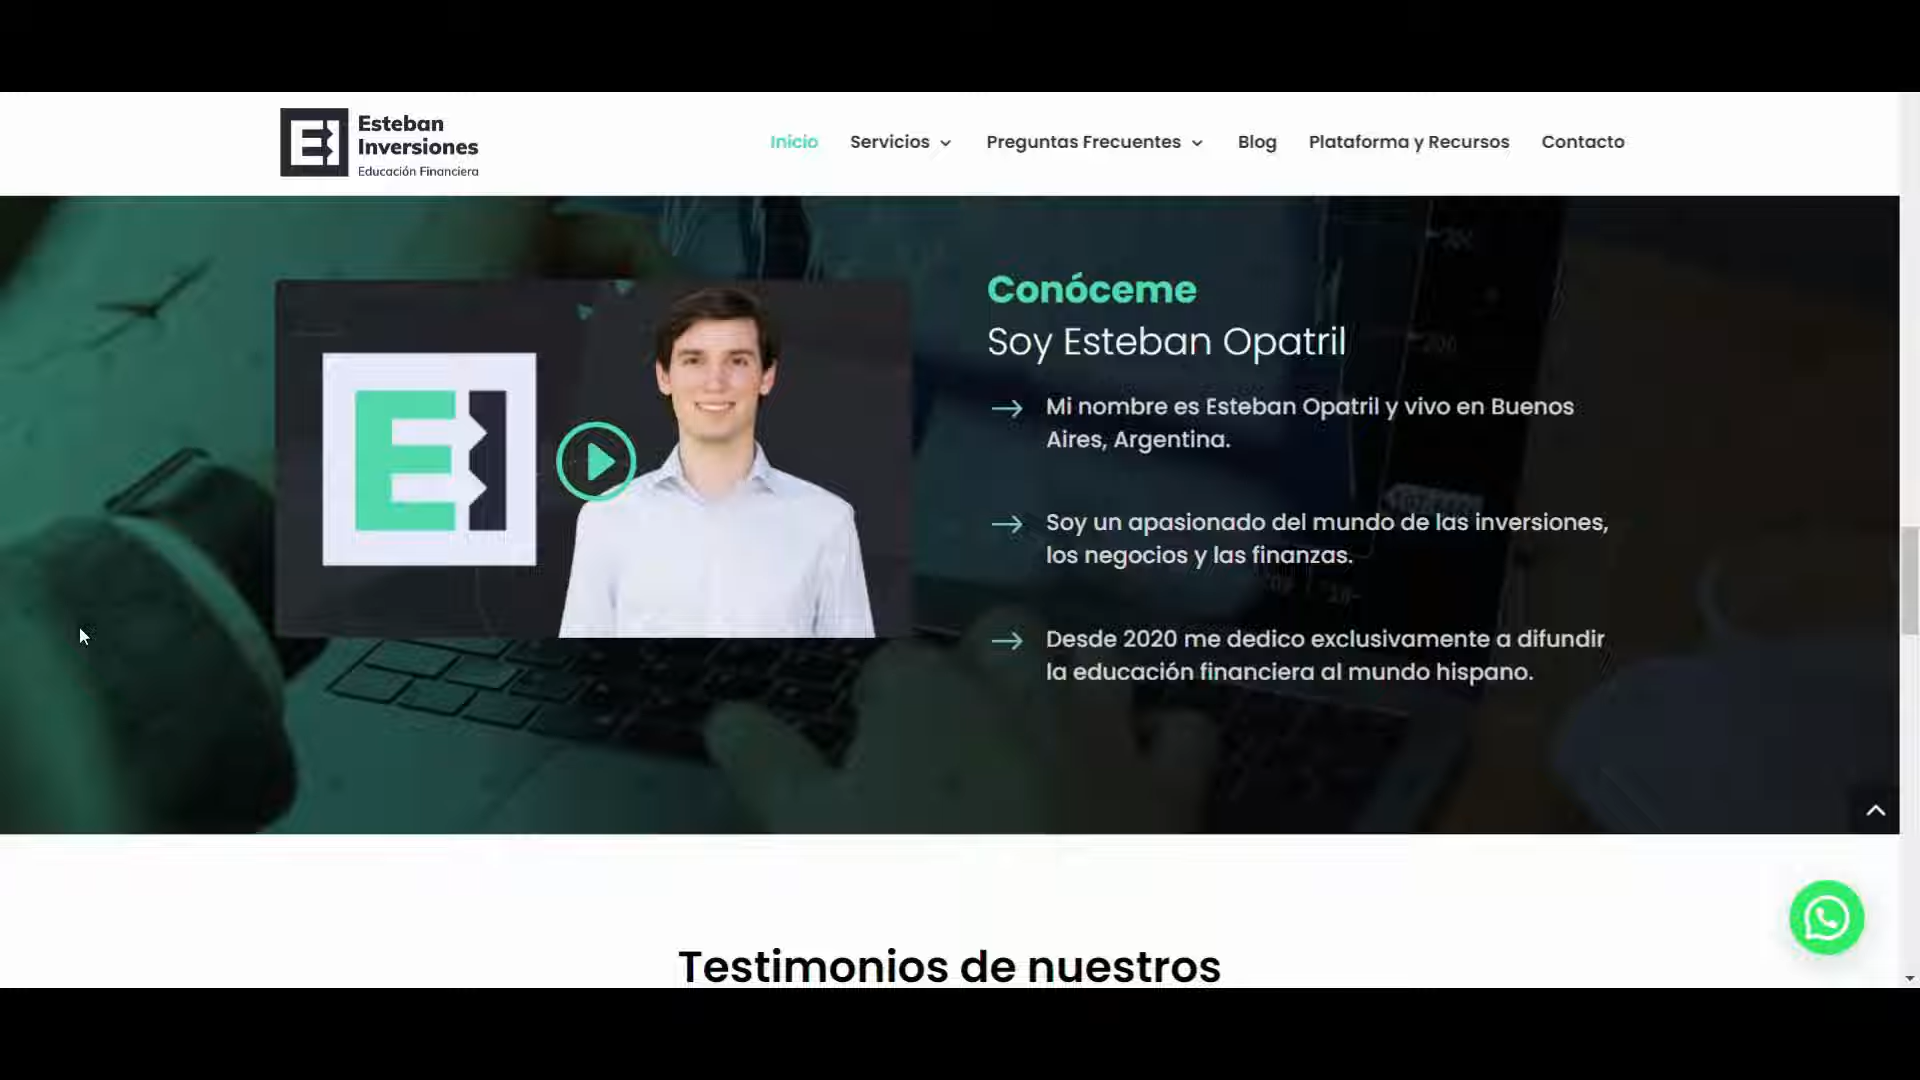 Esteban
Inversiones
Educación Financiera
Inicio
Servicios
Preguntas Frecuentes
Blog
Plataforma y Recursos
Contacto
EI
Conóceme
Soy Esteban Opatril
Mi nombre es Esteban Opatril y vivo en Buenos
Aires, Argentina.
Soy un apasionado del mundo de las inversiones,
los negocios y las finanzas.
Desde 2020 me dedico exclusivamente a difundir
la educación financiera al mundo hispano.
Testimonios de nuestros